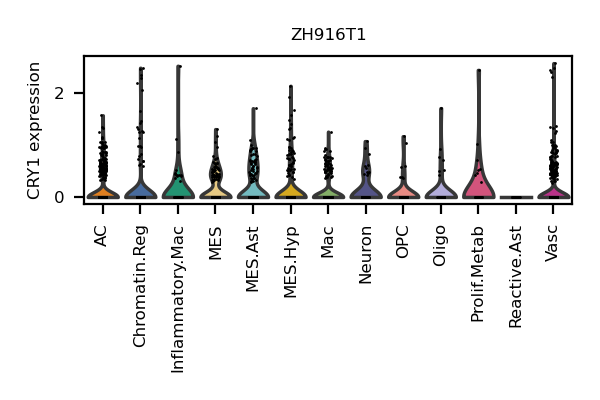 ZH916T1
CRY1 expression
2
0
AC
Chromatin.Reg
Inflammatory.Mac
MES
MES.Ast
MES.Hyp
Mac
Neuron
OPC
Oligo
Prolif.Metab
Reactive.Ast
Vasc